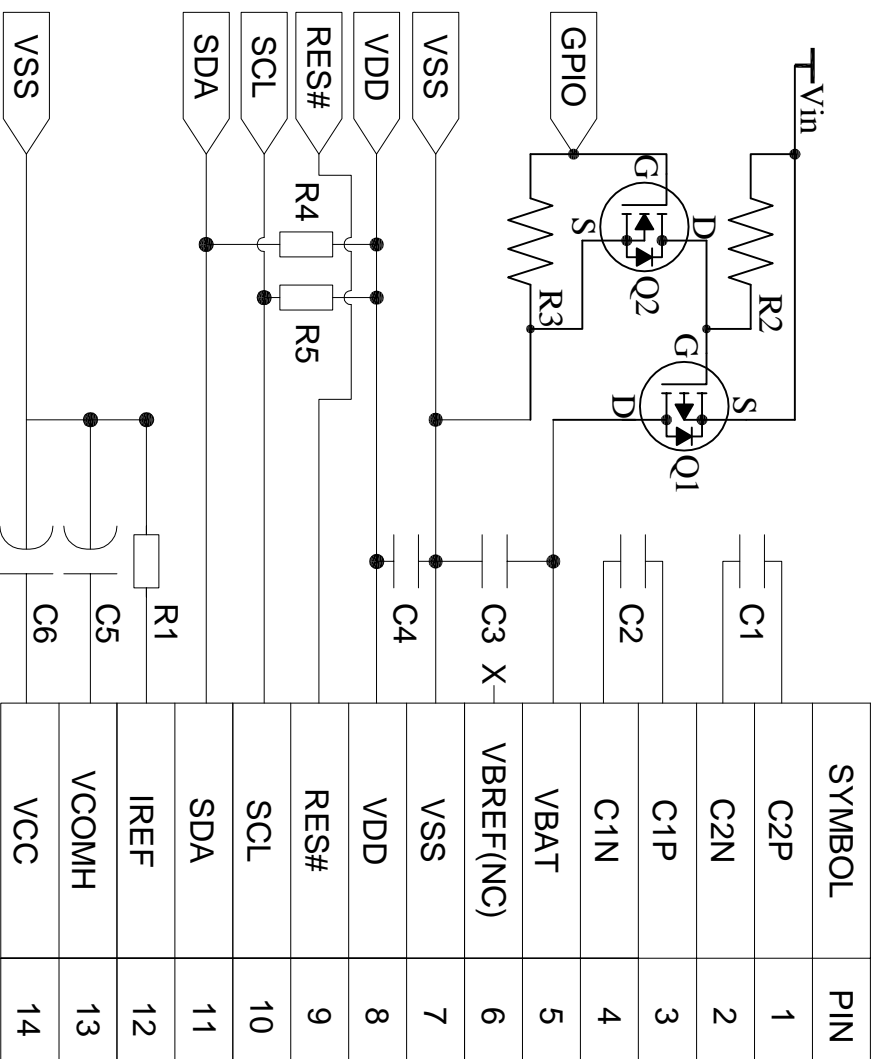 SYMBOL PIN
C2P 1
C2N 2
C1P 3
C1N 4
VBAT 5
VBREF(NC) 6
VSS 7
VDD 8
RES# 9
SCL 10
SDA 11
IREF 12
VCOMH 13
VCC 14
Vin
GPIO
VSS
VDD
RES#
SCL
SDA
VSS
R2
G
D
S
Q2
R3
G
S
D
Q1
R4
R5
C1
C2
C3 X
C4
R1
C5
C6